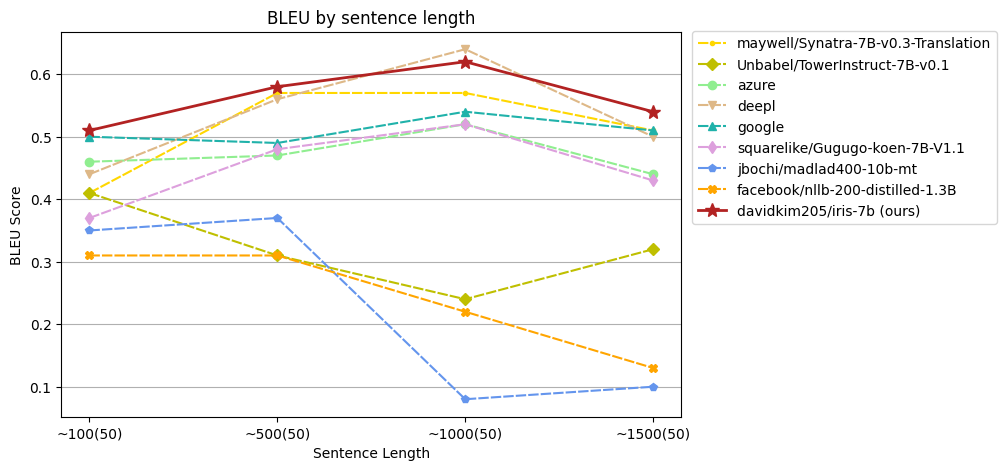 BLEU by sentence length
BLEU Score
0.6
0.5
0.4
0.3
0.2
0.1
~100(50)
~500(50)
~1000(50)
~1500(50)
Sentence Length
maywell/Synatra-7B-v0.3-Translation
Unbabel/TowerInstruct-7B-v0.1
azure
deepl
google
squarelike/Gugugo-koen-7B-V1.1
jbochi/madlad400-10b-mt
facebook/nllb-200-distilled-1.3B
davidkim205/iris-7b (ours)